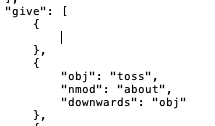 "give": [
{
},
{
"obj": "toss",
"nmod": "about",
"downwards": "obj"
},